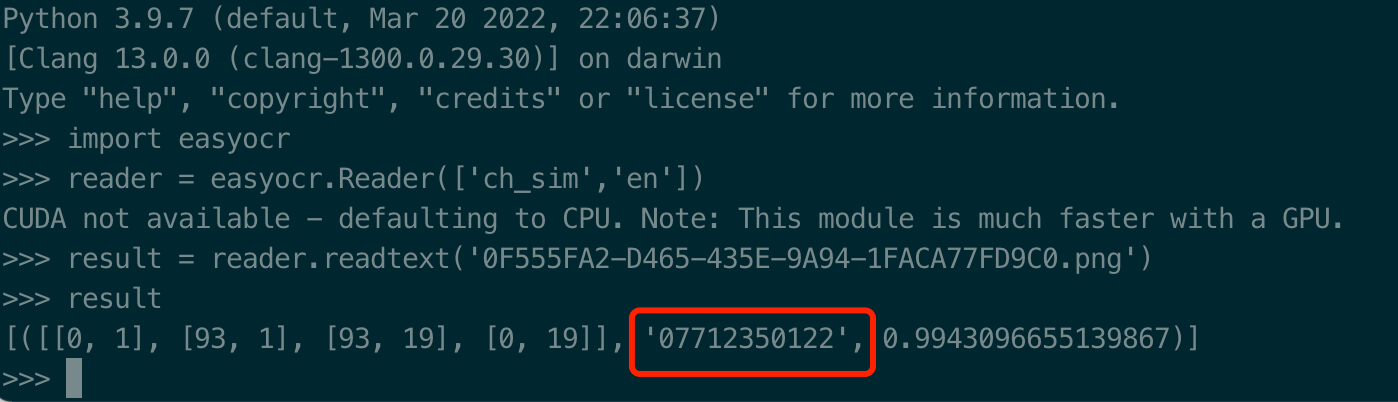 Python 3.9.7 (default, Mar 20 2022, 22:06:37)
[Clang 13.0.0 (clang-1300.0.29.30)] on darwin
Type "help", "copyright", "credits" or "license" for more information.
>>> import easyocr
>>> reader = easyocr.Reader(['ch_sim','en'])
CUDA not available - defaulting to CPU. Note: This module is much faster with a GPU.
>>> result = reader.readtext('0F555FA2-D465-435E-9A94-1FACA77FD9C0.png')
>>> result
[([[0, 1], [93, 1], [93, 19], [0, 19]], '07712350122', 0.9943096655139867)]
>>>